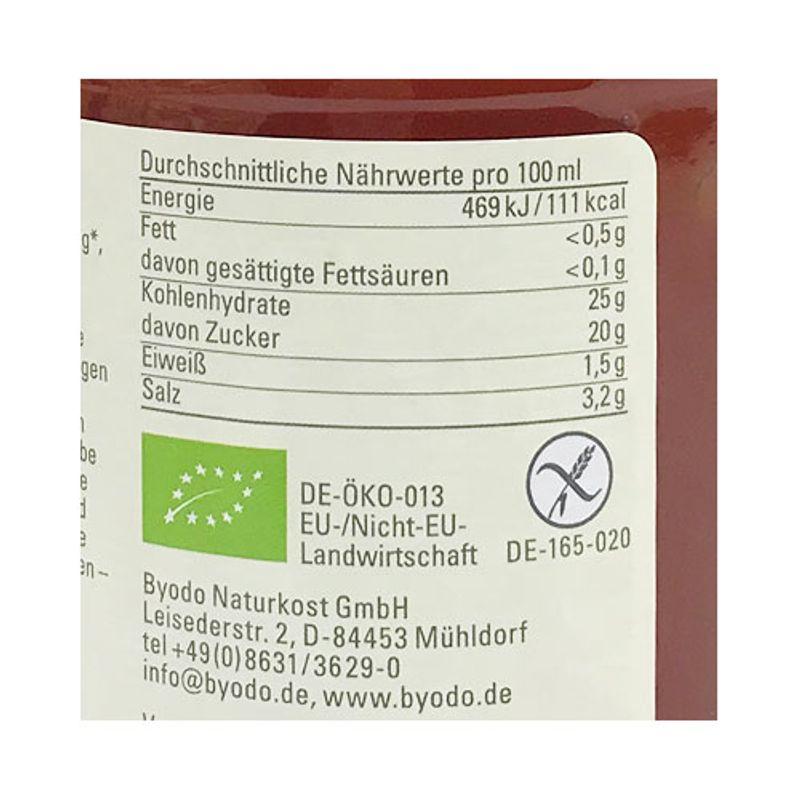 Durchschnittliche Nährwerte pro 100 ml
Energie 469 kJ / 111 kcal
Fett <0,5 g
davon gesättigte Fettsäuren <0,1 g
Kohlenhydrate 25 g
davon Zucker 20 g
Eiweiß 1,5 g
Salz 3,2 g
g*,
gen
be
en–
DE-ÖKO-013
EU-/Nicht-EU-
Landwirtschaft
DE-165-020
Byodo Naturkost GmbH
Leisederstr. 2, D-84453 Mühldorf
tel +49(0)8631/3629-0
info@byodo.de, www.byodo.de